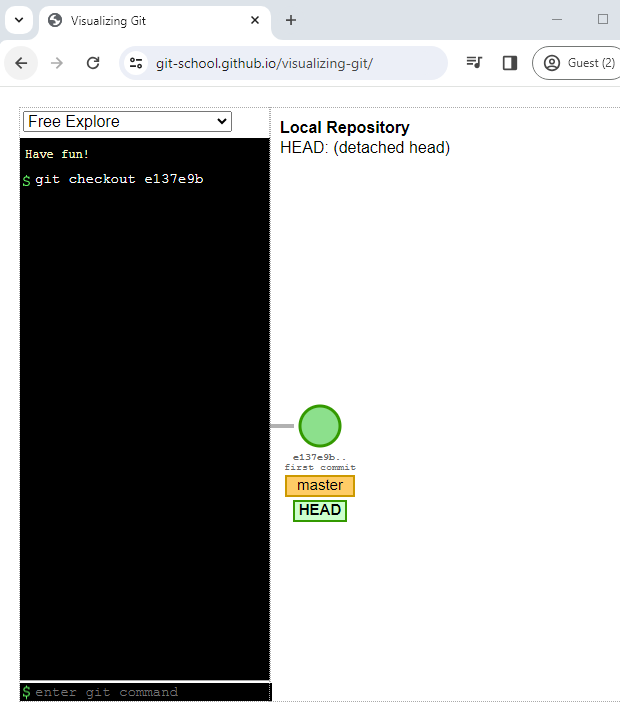 Visualizing Git
git-school.github.io/visualizing-git/
Guest (2)
Free Explore
Have fun!
$ git checkout e137e9b
$ enter git command
Local Repository
HEAD: (detached head)
e137e9b..
first commit
master
HEAD